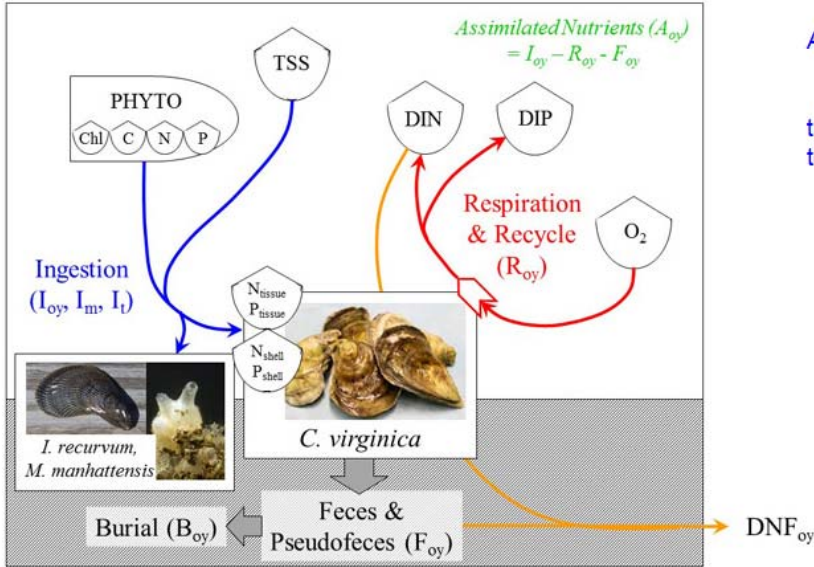 Assimilated Nutrients (Aoy)
= Ioy – Roy - Foy
TSS
PHYTO
Chl C N P
DIN
DIP
Respiration
& Recycle
(Roy)
O2
Ingestion
(Ioy, Im, It)
Ntissue
Ptissue
Nshell
Pshell
I. recurvum,
M. manhattensis
C. virginica
Feces &
Pseudofeces (Foy)
Burial (Boy)
DNFoy
A
t
t